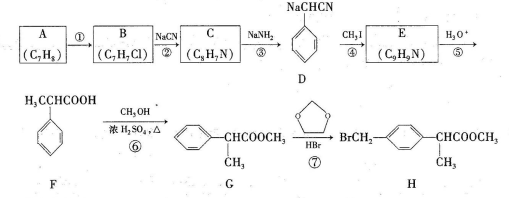 NaCHCN
A ① B NaCN C NaNH₂ CH₃I E H₃O⁺
(C₇H₈) (C₇H₇Cl) ② (C₈H₇N) ③ ④ (C₉H₉N) ⑤
D
H₃CCHCOOH CH₃OH O O
浓 H₂SO₄,△ CHCOOCH₃ HBr BrCH₂ CHCOOCH₃
⑥ CH₃ ⑦ CH₃
F G H